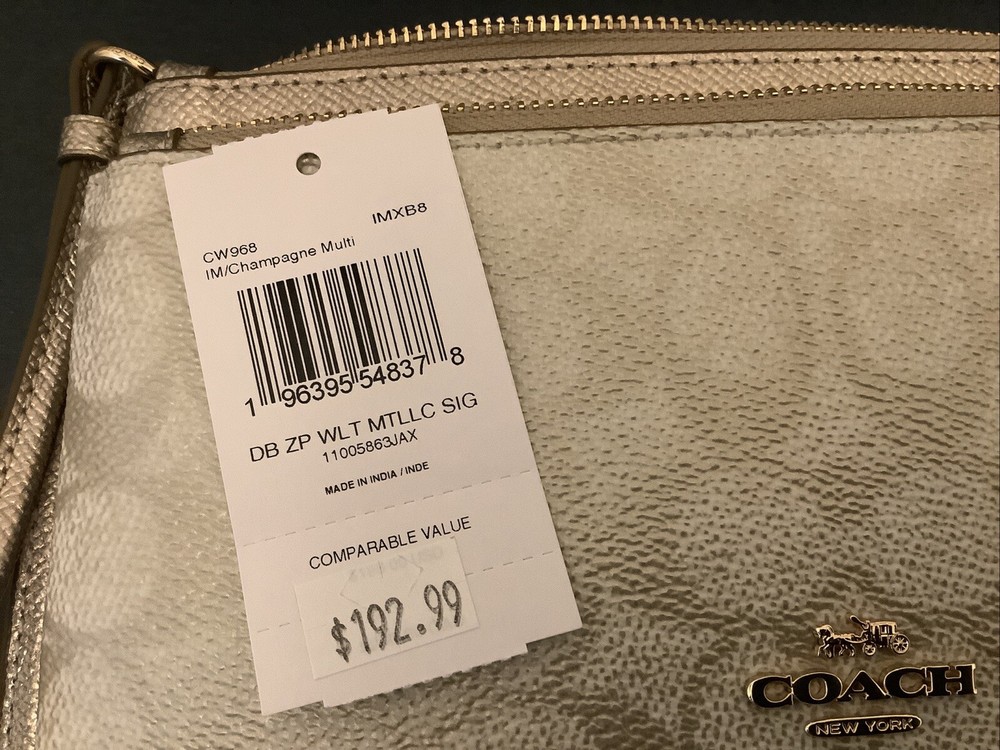 IMXB8
CW968
IM/Champagne Multi
1 96395 54837 8
DB ZP WLT MTLLC SIG
11005863JAX
MADE IN INDIA / INDE
COMPARABLE VALUE
$192.99
COACH
NEW YORK